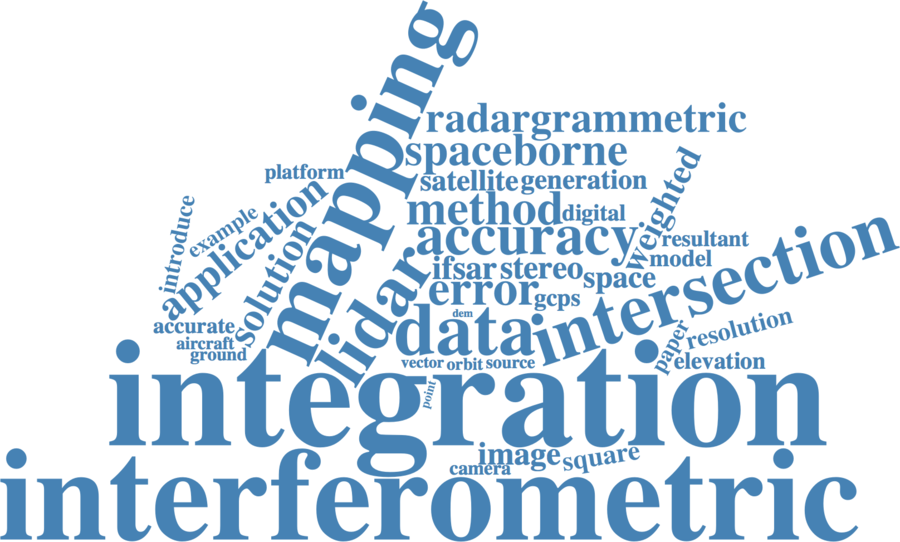 mapping
radargrammetric
spaceborne
platform
satellite
generation
weighted
application
method
digital
introduce
example
accuracy
resultant
intersection
solution
lidar
ifsar
stereo
space
model
error
gcps
accurate
data
dem
aircraft
ground
paper
resolution
vector
orbit
source
elevation
integration
point
image
square
camera
interferometric